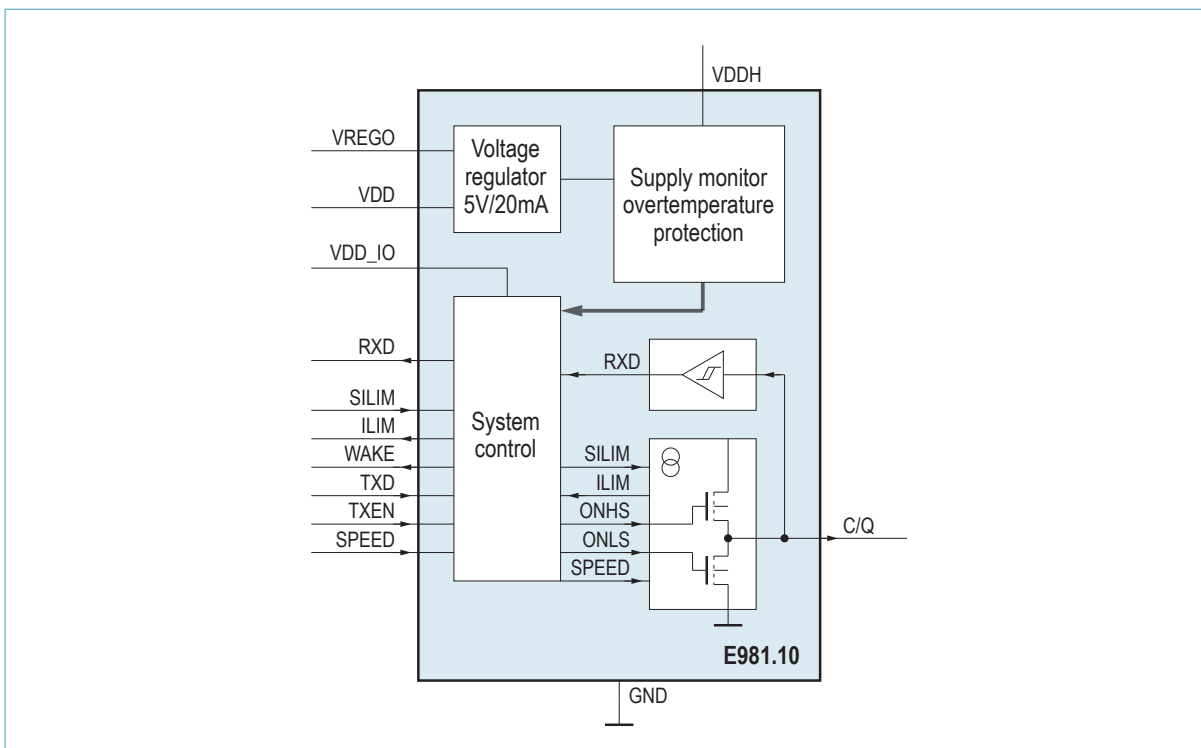 VDDH
VREGO
VDD
VDD_IO
Voltage
regulator
5V/20mA
Supply monitor
overtemperature
protection
RXD
SILIM
ILIM
WAKE
TXD
TXEN
SPEED
System
control
RXD
SILIM
ILIM
ONHS
ONLS
SPEED
C/Q
E981.10
GND